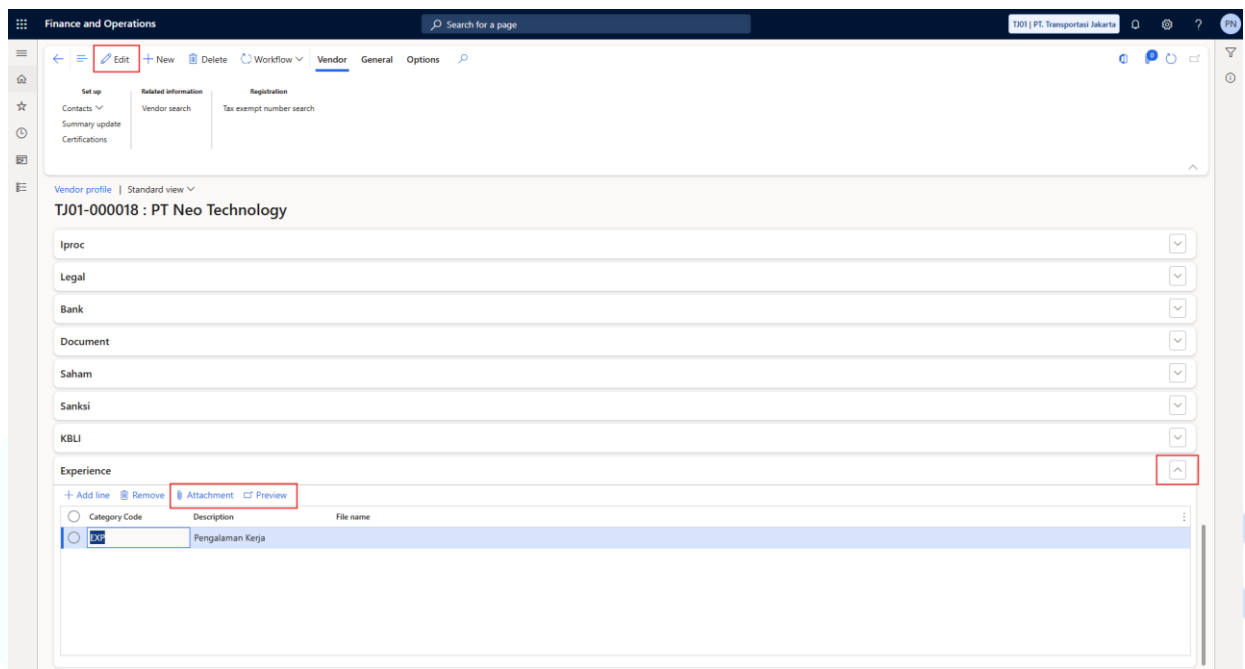 Finance and Operations
Search for a page
TJ01 | PT. Transportasi Jakarta
?
PN
Edit
New
Delete
Workflow
Vendor
General
Options
0
Set up
Related information
Registration
Contacts
Vendor search
Tax exempt number search
Summary update
Certifications
Vendor profile | Standard view
TJ01-000018 : PT Neo Technology
Iproc
Legal
Bank
Document
Saham
Sanksi
KBLI
Experience
+ Add line
Remove
Attachment
Preview
Category Code
Description
File name
EXP
Pengalaman Kerja